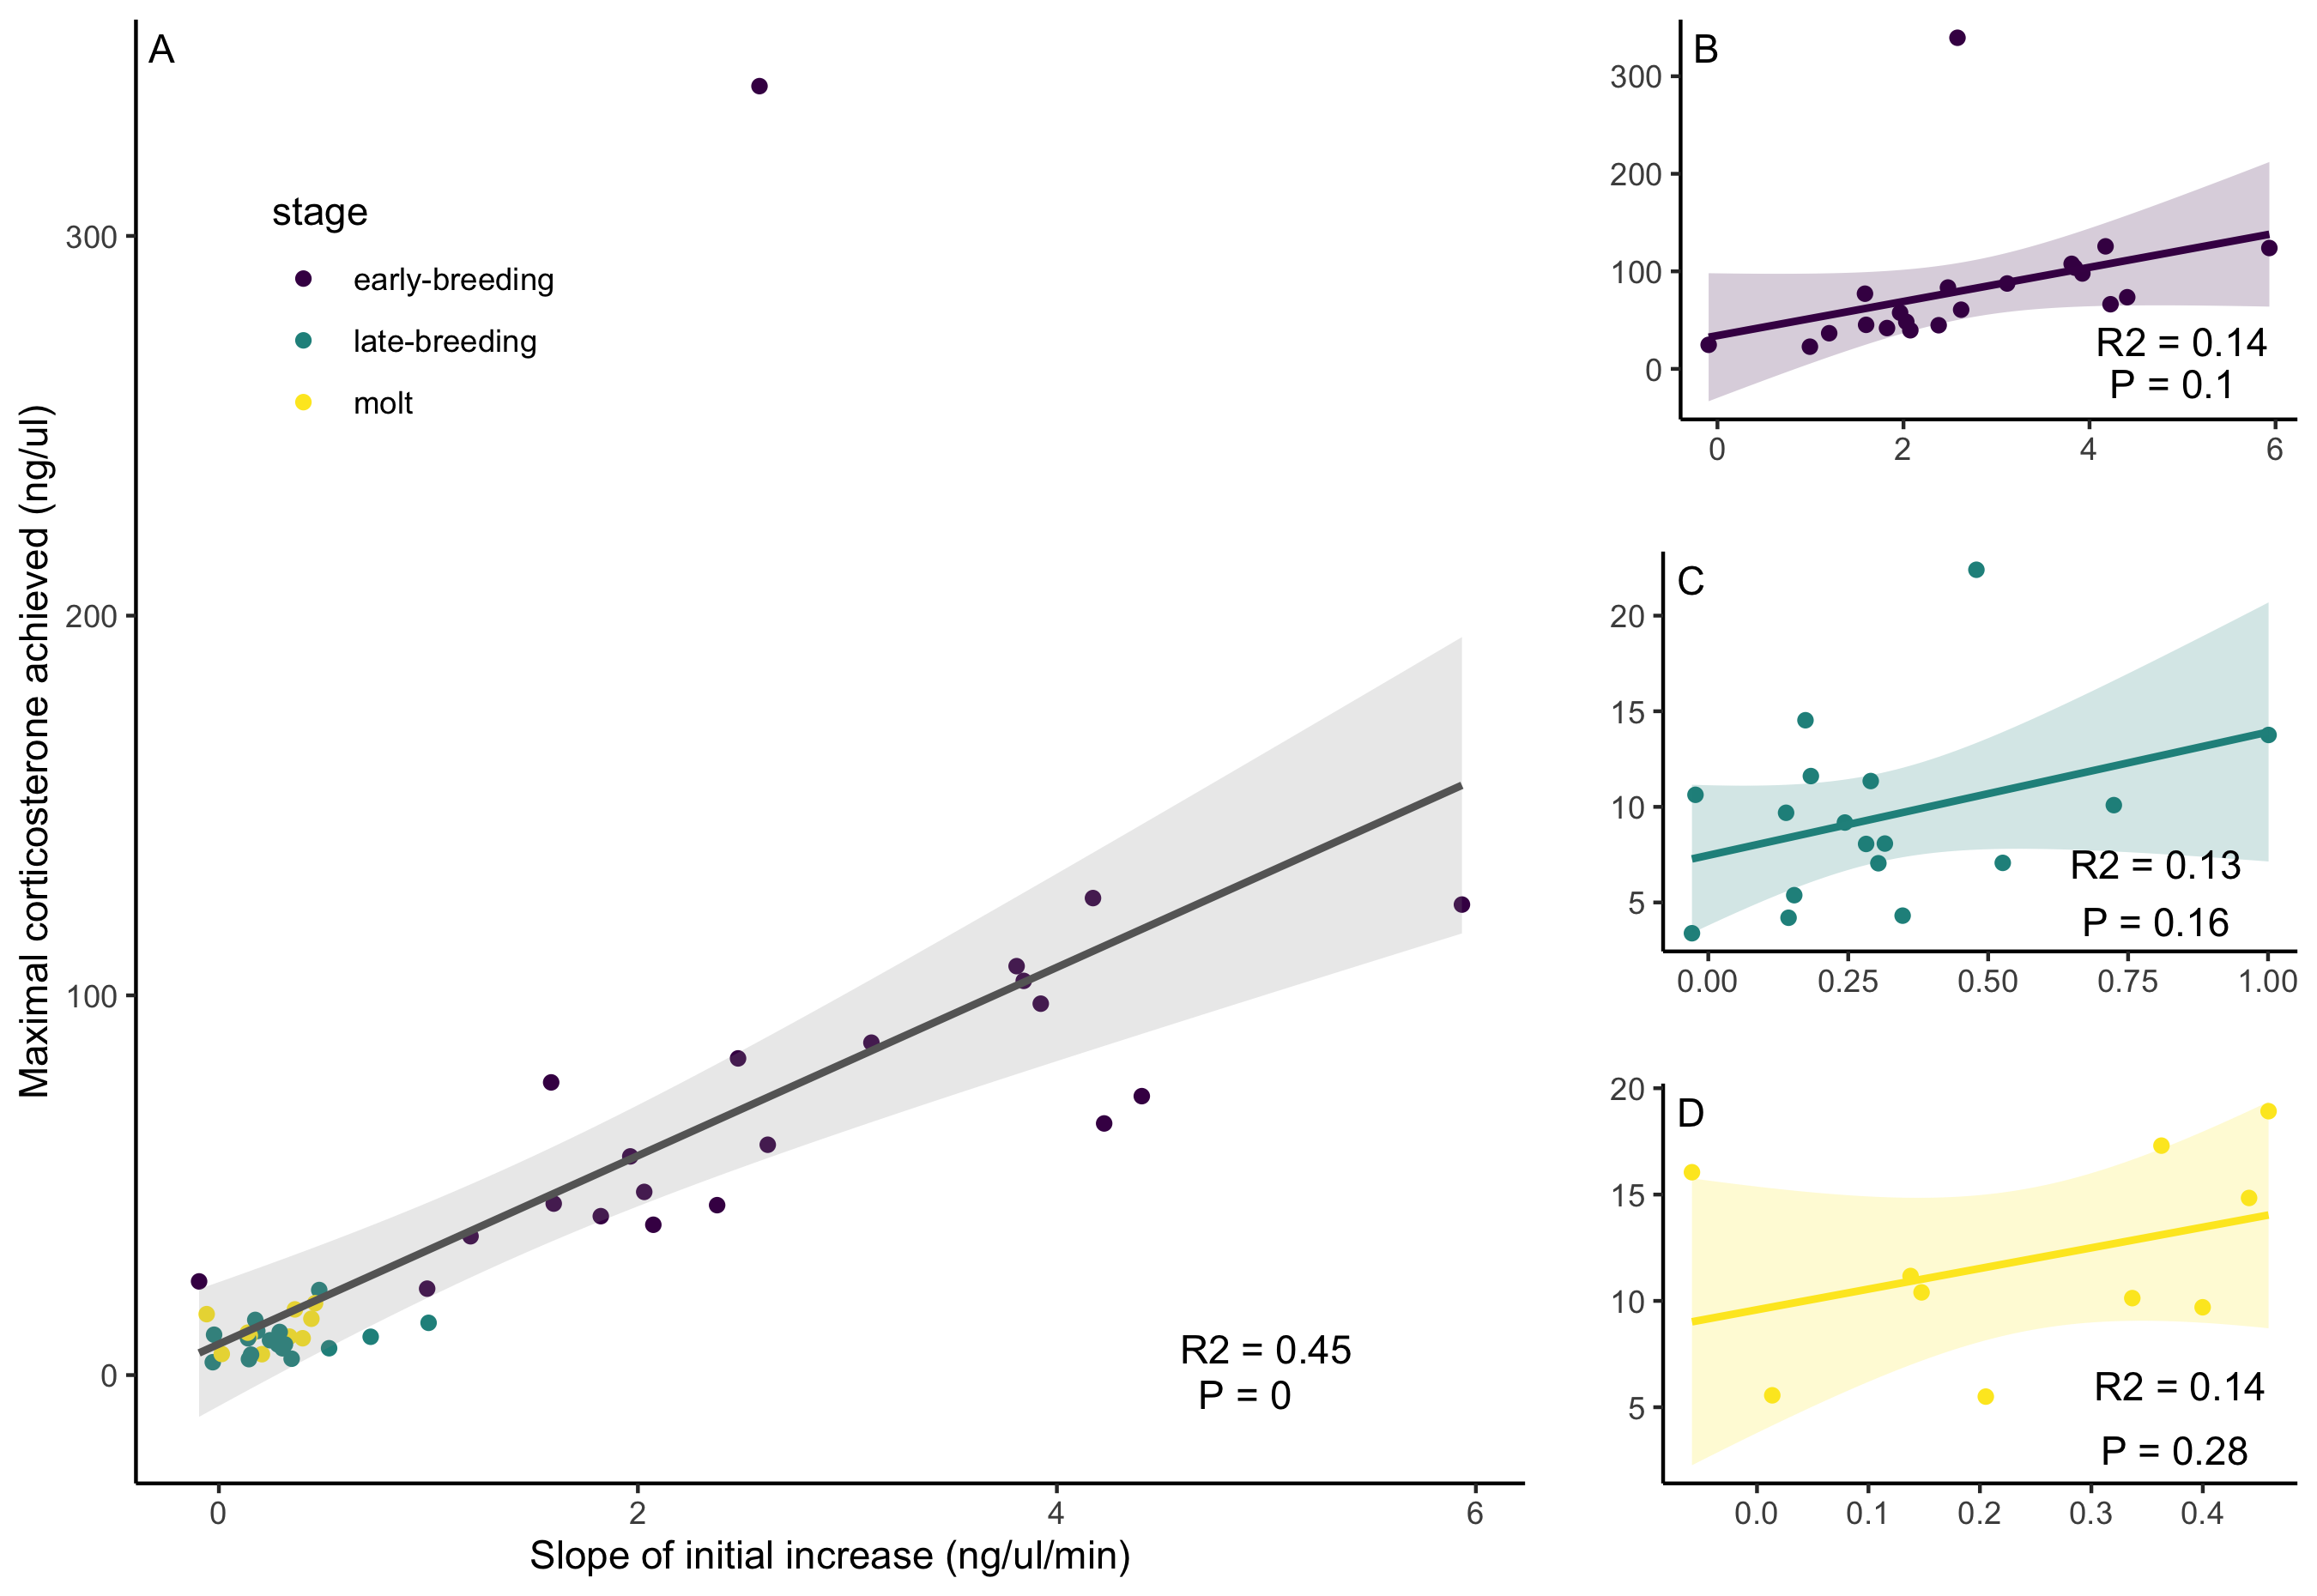 A
Maximal corticosterone achieved (ng/ul)
300
200
100
0
stage
early-breeding
late-breeding
molt
R2 = 0.45
P = 0
0 2 4 6
Slope of initial increase (ng/ul/min)
B
300
200
100
0
R2 = 0.14
P = 0.1
0 2 4 6
C
20
15
10
5
R2 = 0.13
P = 0.16
0.00 0.25 0.50 0.75 1.00
D
20
15
10
5
R2 = 0.14
P = 0.28
0.0 0.1 0.2 0.3 0.4